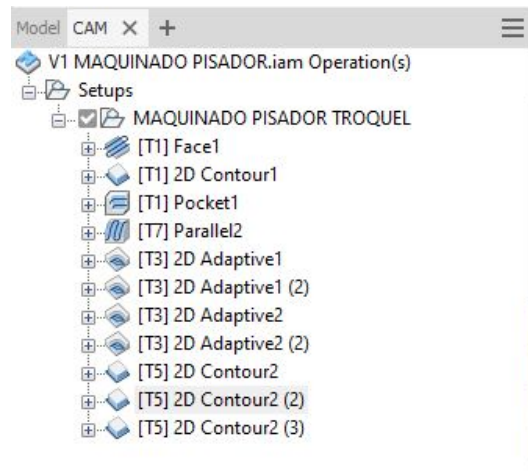 Model CAM
V1 MAQUINADO PISADOR.iam Operation(s)
Setups
MAQUINADO PISADOR TROQUEL
[T1] Face1
[T1] 2D Contour1
[T1] Pocket1
[T7] Parallel2
[T3] 2D Adaptive1
[T3] 2D Adaptive1 (2)
[T3] 2D Adaptive2
[T3] 2D Adaptive2 (2)
[T5] 2D Contour2
[T5] 2D Contour2 (2)
[T5] 2D Contour2 (3)